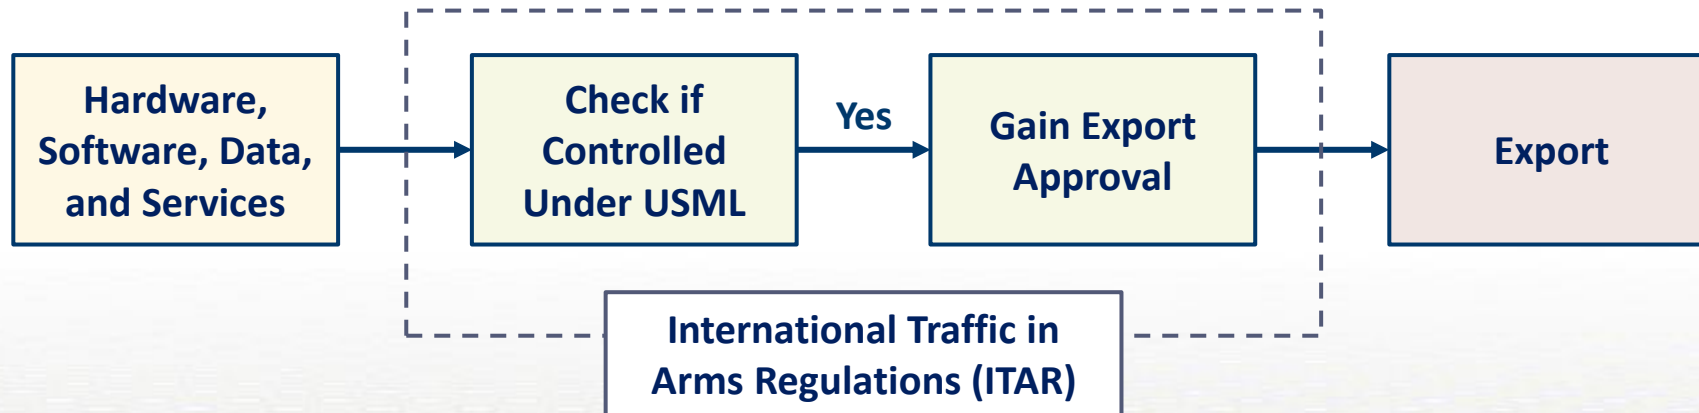 Hardware,
Software, Data,
and Services
Check if
Controlled
Under USML
Yes
Gain Export
Approval
Export
International Traffic in
Arms Regulations (ITAR)